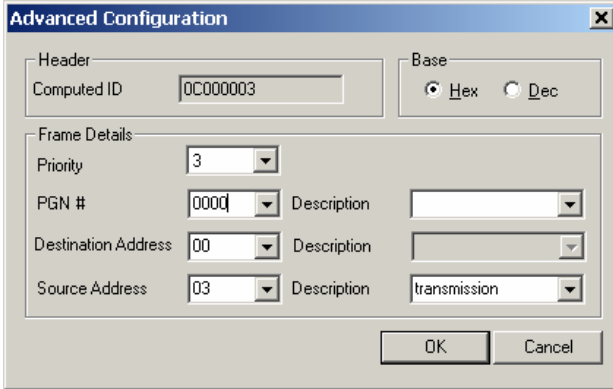 Advanced Configuration
Header
Computed ID 0C000003
Base
Hex Dec
Frame Details
Priority 3
PGN # 0000 Description
Destination Address 00 Description
Source Address 03 Description transmission
OK Cancel